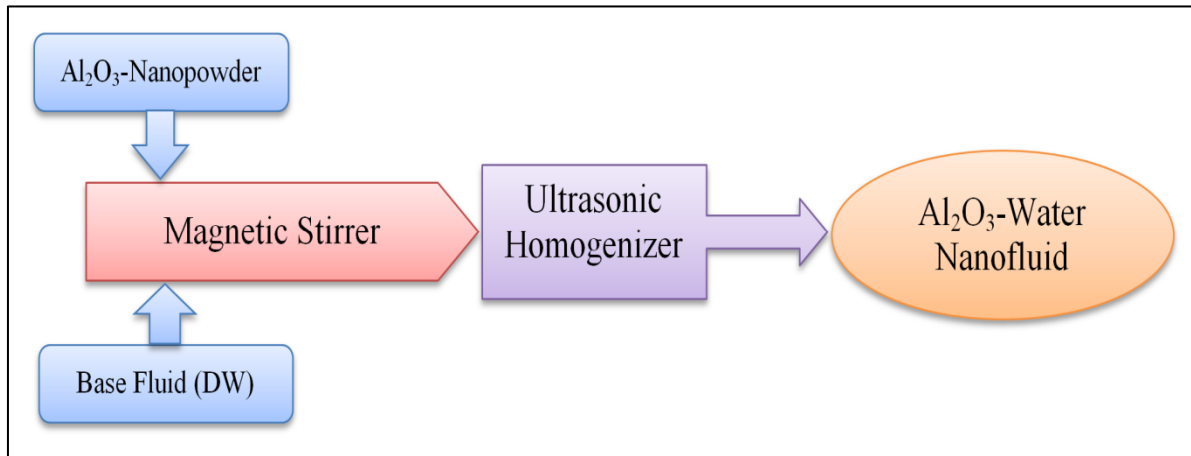 Al₂O₃-Nanopowder
Magnetic Stirrer
Base Fluid (DW)
Ultrasonic
Homogenizer
Al₂O₃-Water
Nanofluid